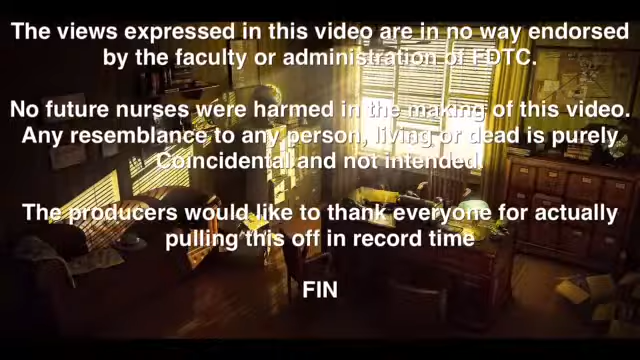 The views expressed in this video are in no way endorsed
by the faculty or administration of FDTC.
No future nurses were harmed in the making of this video.
Any resemblance to any person, living or dead is purely
Coincidental and not intended.
The producers would like to thank everyone for actually
pulling this off in record time
FIN